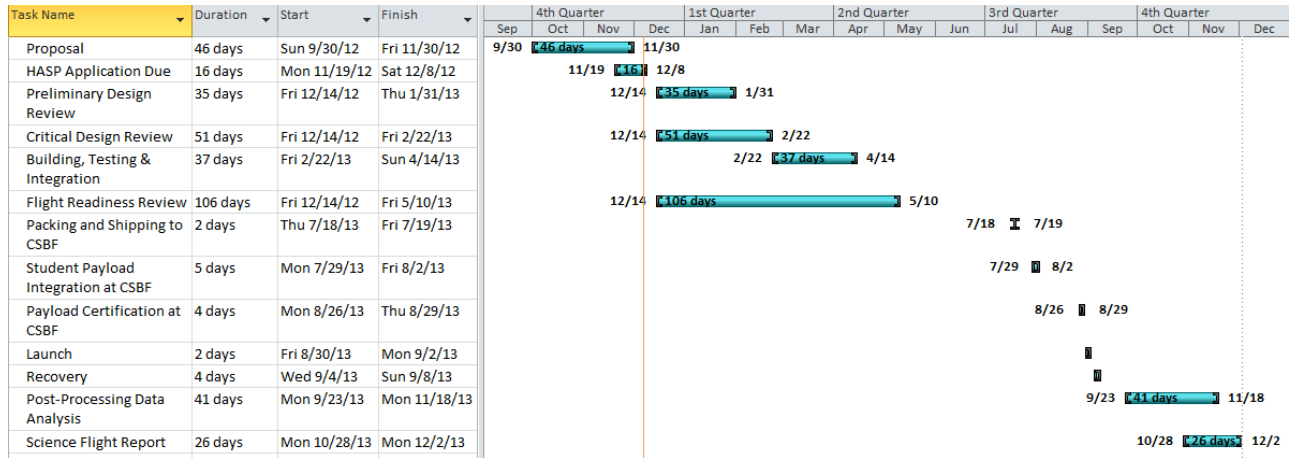 Task Name Duration Start Finish 4th Quarter 1st Quarter 2nd Quarter 3rd Quarter 4th Quarter
Sep Oct Nov Dec Jan Feb Mar Apr May Jun Jul Aug Sep Oct Nov Dec
Proposal 46 days Sun 9/30/12 Fri 11/30/12 9/30 46 days 11/30
HASP Application Due 16 days Mon 11/19/12 Sat 12/8/12 11/19 16 12/8
Preliminary Design 35 days Fri 12/14/12 Thu 1/31/13 12/14 35 days 1/31
Review
Critical Design Review 51 days Fri 12/14/12 Fri 2/22/13 12/14 51 days 2/22
Building, Testing & 37 days Fri 2/22/13 Sun 4/14/13 2/22 37 days 4/14
Integration
Flight Readiness Review 106 days Fri 12/14/12 Fri 5/10/13 12/14 106 days 5/10
Packing and Shipping to 2 days Thu 7/18/13 Fri 7/19/13 7/18 7/19
CSBF
Student Payload 5 days Mon 7/29/13 Fri 8/2/13 7/29 8/2
Integration at CSBF
Payload Certification at 4 days Mon 8/26/13 Thu 8/29/13 8/26 8/29
CSBF
Launch 2 days Fri 8/30/13 Mon 9/2/13
Recovery 4 days Wed 9/4/13 Sun 9/8/13
Post-Processing Data 41 days Mon 9/23/13 Mon 11/18/13 9/23 41 days 11/18
Analysis
Science Flight Report 26 days Mon 10/28/13 Mon 12/2/13 10/28 26 days 12/2